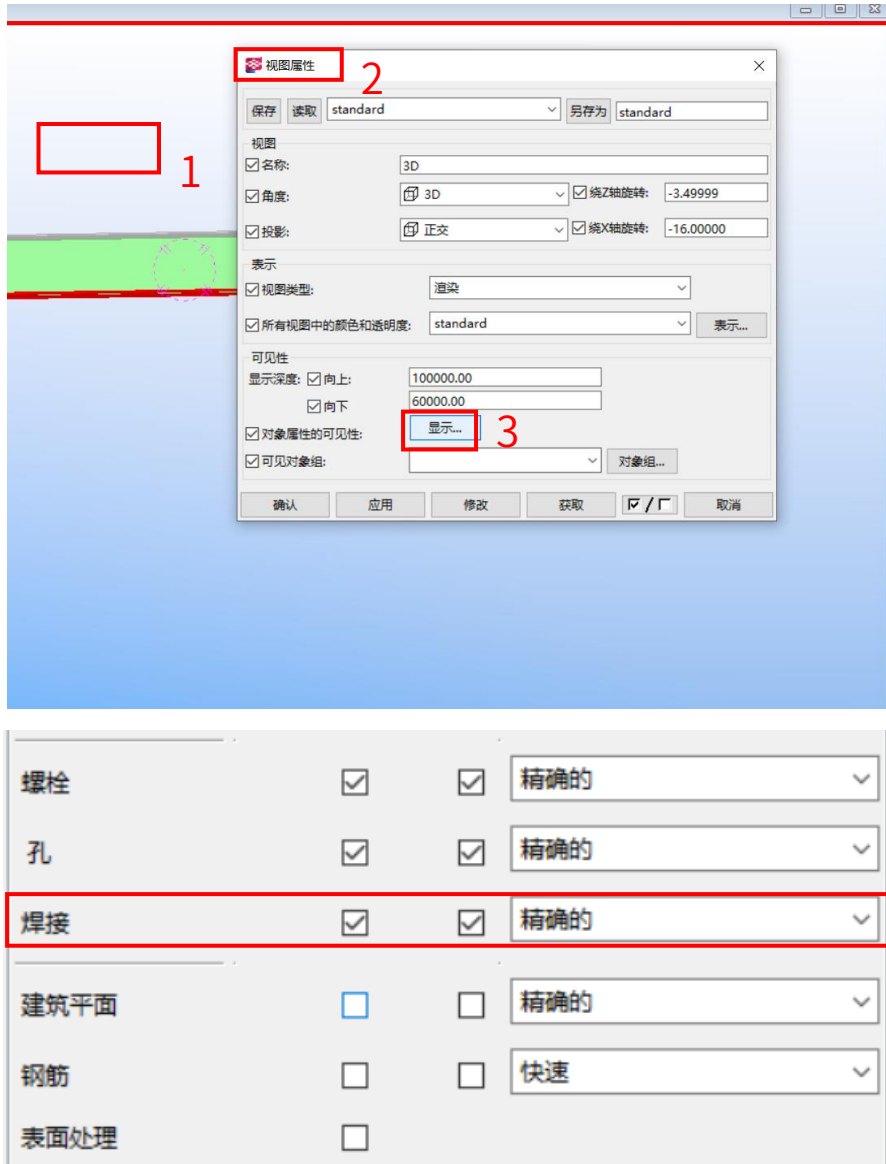 视图属性
2
保存 读取 standard 另存为 standard
视图
名称: 3D
1
角度: 3D 绕Z轴旋转: -3.49999
投影: 正交 绕X轴旋转: -16.00000
表示
视图类型: 渲染
所有视图中的颜色和透明度: standard 表示...
可见性
显示深度: 向上: 100000.00
向下 60000.00
对象属性的可见性: 显示... 3
可见对象组: 对象组...
确认 应用 修改 获取 / 取消
螺栓 精确的
孔 精确的
焊接 精确的
建筑平面 精确的
钢筋 快速
表面处理